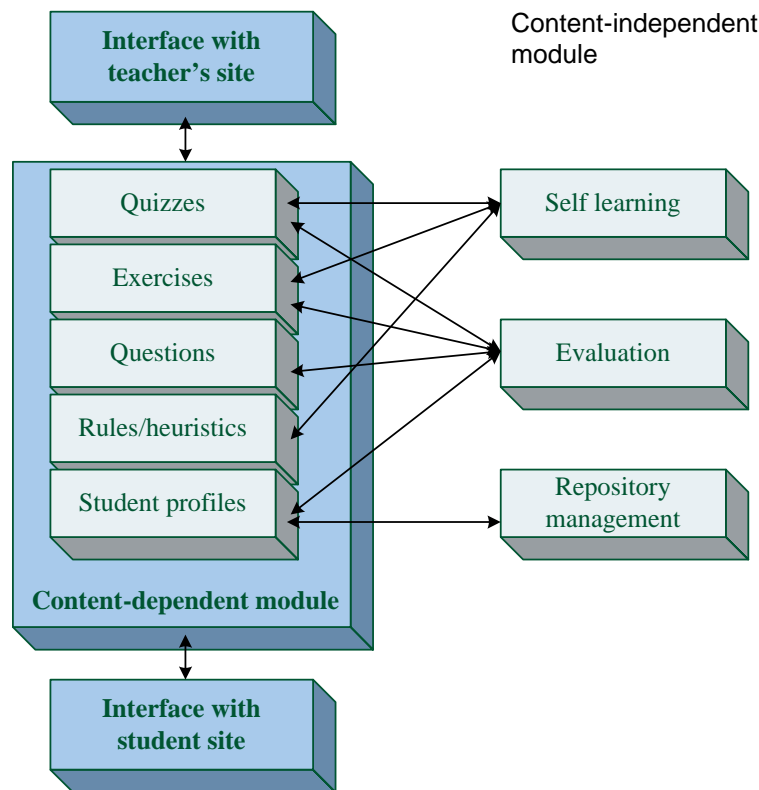 Interface with
teacher's site
Content-independent
module
Quizzes
Exercises
Questions
Rules/heuristics
Student profiles
Content-dependent module
Self learning
Evaluation
Repository
management
Interface with
student site